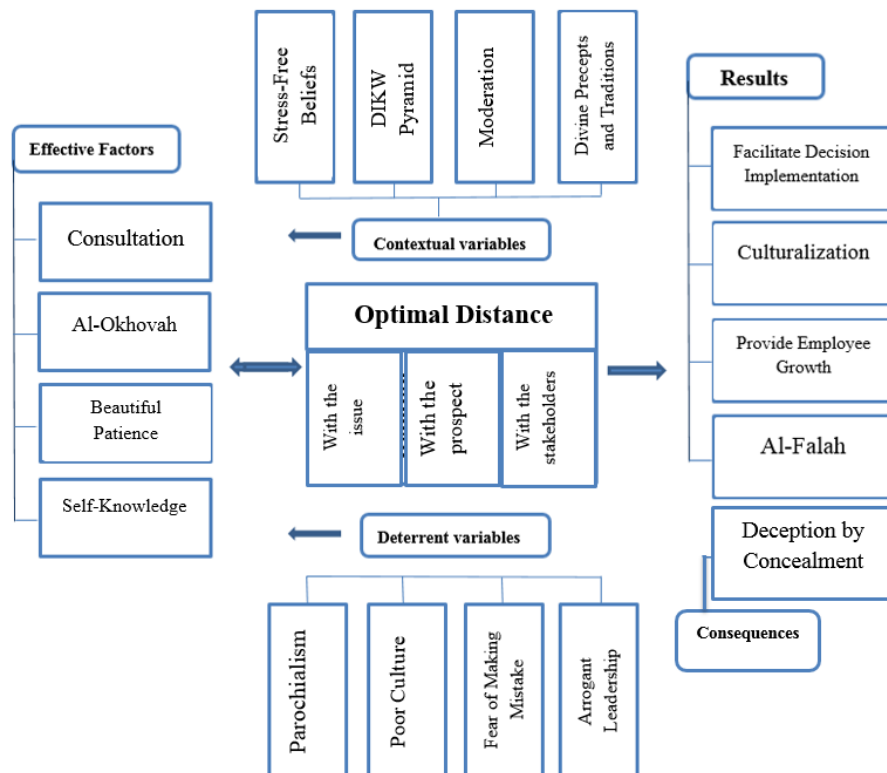 Stress-Free
Beliefs
DIKW
Pyramid
Moderation
Divine Precepts
and Traditions
Contextual variables
Effective Factors
Consultation
Al-Okhovah
Beautiful
Patience
Self-Knowledge
Optimal Distance
With the
issue
With the
prospect
With the
stakeholders
Deterrent variables
Parochialism
Poor Culture
Fear of Making
Mistake
Arrogant
Leadership
Results
Facilitate Decision
Implementation
Culturalization
Provide Employee
Growth
Al-Falah
Deception by
Concealment
Consequences